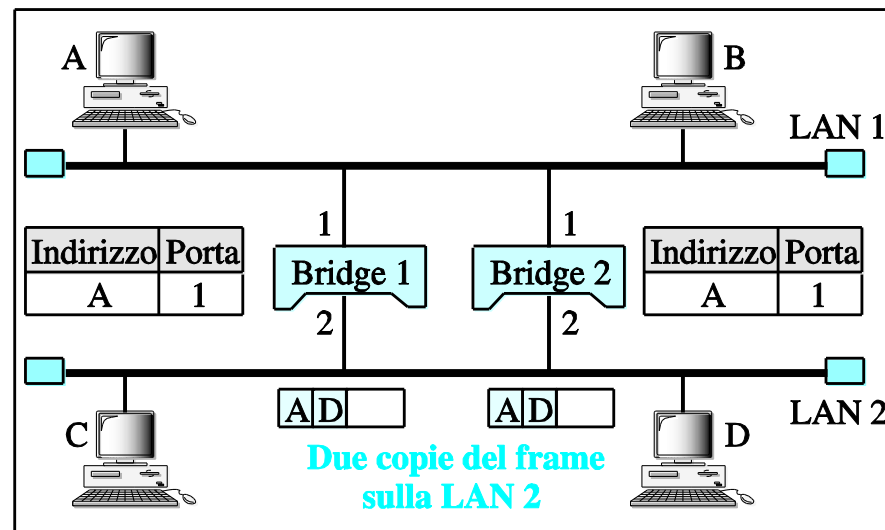 A
B
LAN 1
1
1
Indirizzo Porta
A 1
Bridge 1
Bridge 2
Indirizzo Porta
A 1
2
2
A D
A D
C
D
LAN 2
Due copie del frame
sulla LAN 2